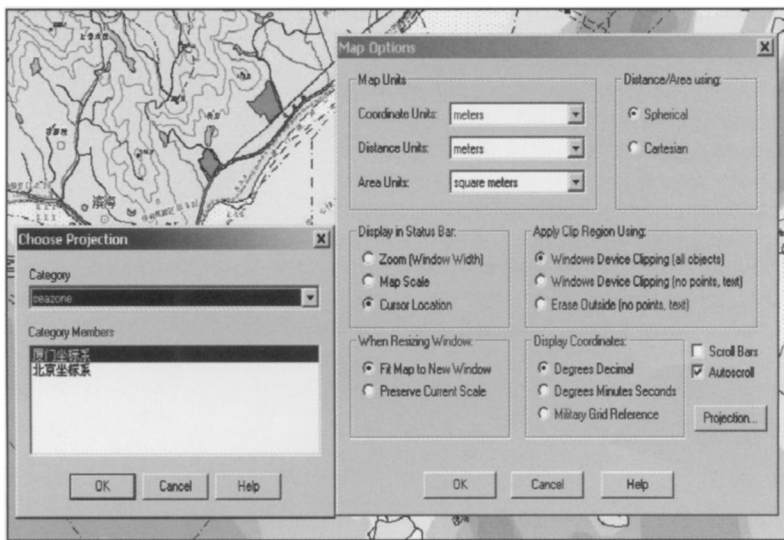 滨海
Map Options
Map Units
Coordinate Units:
meters
Distance Units:
meters
Area Units:
square meters
Distance/Area using:
Spherical
Cartesian
Display in Status Bar:
Zoom (Window Width)
Map Scale
Cursor Location
Apply Clip Region Using:
Windows Device Clipping (all objects)
Windows Device Clipping (no points, text)
Erase Outside (no points, text)
When Resizing Window:
Fit Map to New Window
Preserve Current Scale
Display Coordinates:
Degrees Decimal
Degrees Minutes Seconds
Military Grid Reference
Scroll Bars
Autoscroll
Projection...
OK
Cancel
Help
Choose Projection
Category
seazone
Category Members
厦门坐标系
北京坐标系
OK
Cancel
Help